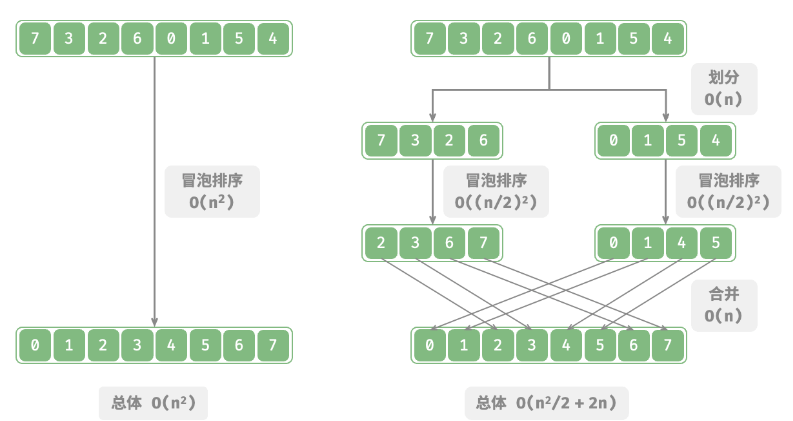 7 3 2 6 0 1 5 4
冒泡排序
O(n²)
0 1 2 3 4 5 6 7
总体 O(n²)
7 3 2 6 0 1 5 4
划分
O(n)
7 3 2 6
0 1 5 4
冒泡排序
O((n/2)²)
冒泡排序
O((n/2)²)
2 3 6 7
0 1 4 5
合并
O(n)
0 1 2 3 4 5 6 7
总体 O(n²/2 + 2n)